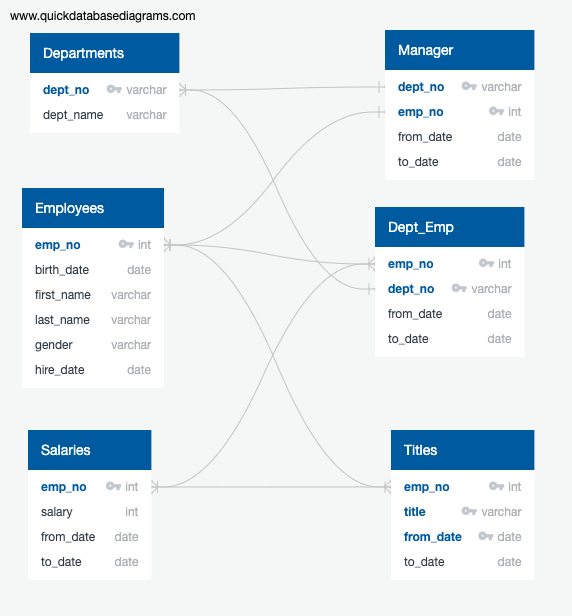 www.quickdatabasediagrams.com
Departments
dept_no varchar
dept_name varchar
Manager
dept_no varchar
emp_no int
from_date date
to_date date
Employees
emp_no int
birth_date date
first_name varchar
last_name varchar
gender varchar
hire_date date
Dept_Emp
emp_no int
dept_no varchar
from_date date
to_date date
Salaries
emp_no int
salary int
from_date date
to_date date
Titles
emp_no int
title varchar
from_date date
to_date date